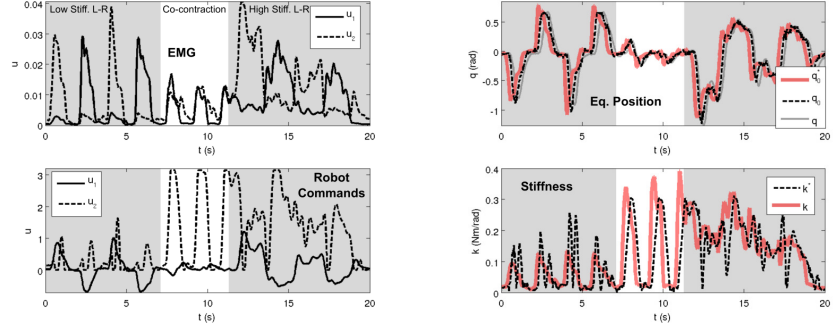 Low Stiff. L-R
Co-contraction
High Stiff. L-R
EMG
u₁
u₂
u
0.04
0.03
0.02
0.01
0
0 5 10 15 20
t (s)
q (rad)
0.5
0
-0.5
-1
Eq. Position
q₀*
q₀
q
0 5 10 15 20
t (s)
u₁
u₂
Robot
Commands
u
3
2
1
0
0 5 10 15 20
t (s)
Stiffness
k*
k
k (Nm/rad)
0.4
0.3
0.2
0.1
0
0 5 10 15 20
t (s)